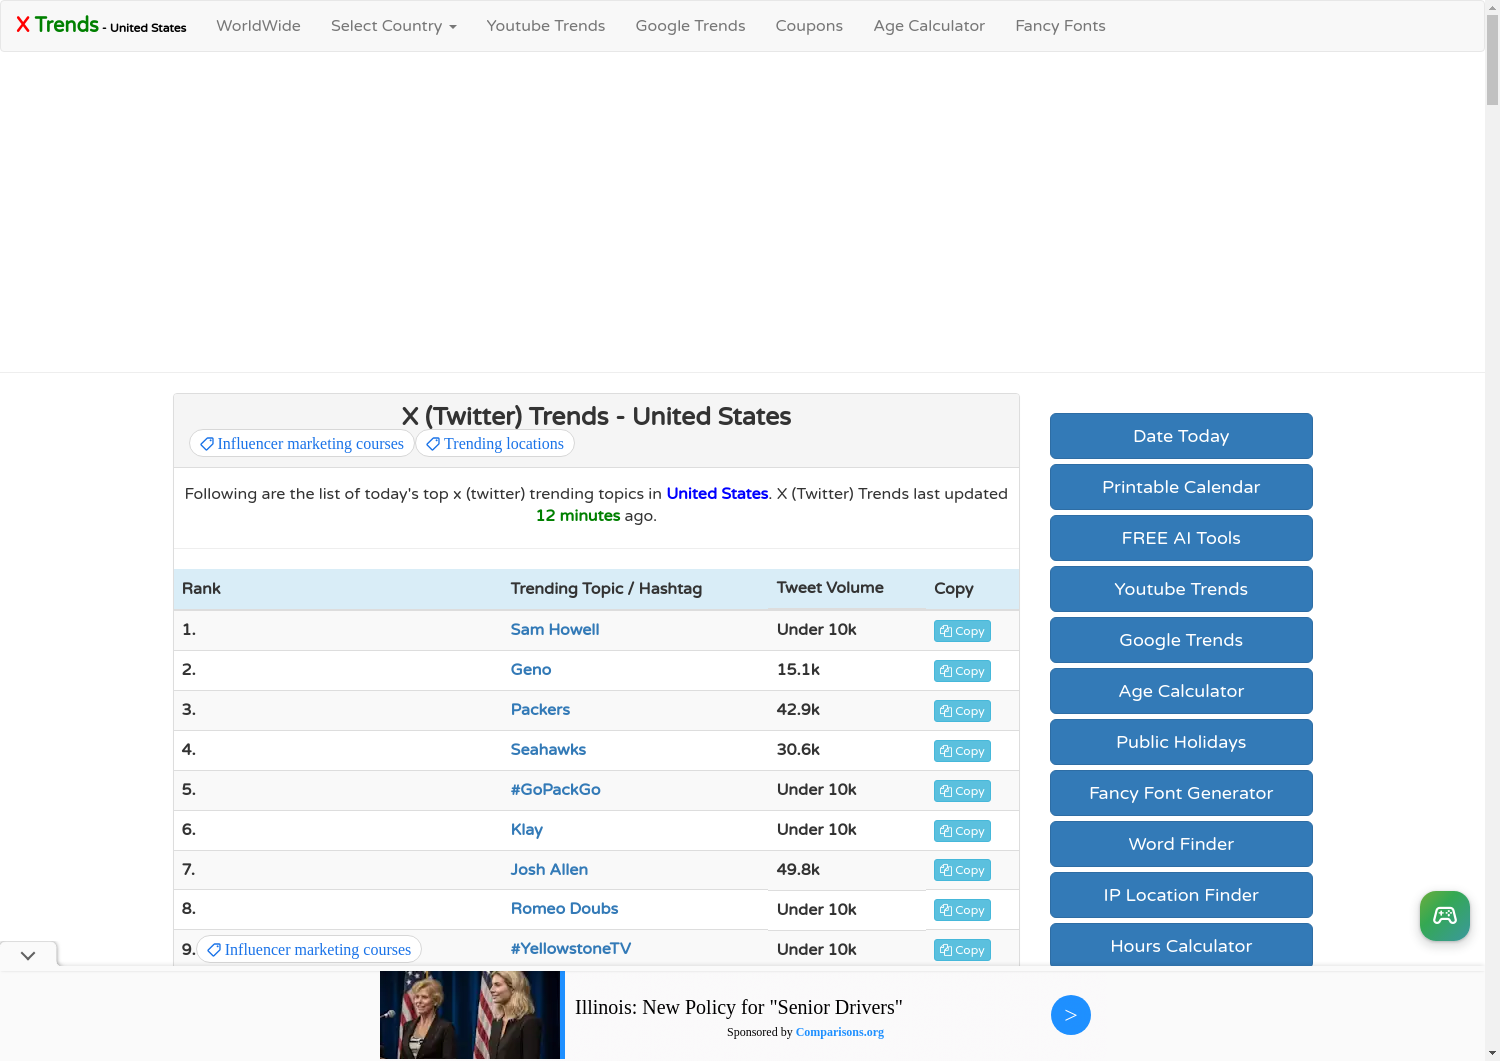 X Trends - United States WorldWide Select Country Youtube Trends Google Trends Coupons Age Calculator Fancy Fonts
X (Twitter) Trends - United States
Influencer marketing courses Trending locations
Following are the list of today's top x (twitter) trending topics in United States. X (Twitter) Trends last updated
12 minutes ago.
Rank Trending Topic / Hashtag Tweet Volume Copy
1. Sam Howell Under 10k Copy
2. Geno 15.1k Copy
3. Packers 42.9k Copy
4. Seahawks 30.6k Copy
5. #GoPackGo Under 10k Copy
6. Klay Under 10k Copy
7. Josh Allen 49.8k Copy
8. Romeo Doubs Under 10k Copy
9. Influencer marketing courses #YellowstoneTV Under 10k Copy
Date Today
Printable Calendar
FREE AI Tools
Youtube Trends
Google Trends
Age Calculator
Public Holidays
Fancy Font Generator
Word Finder
IP Location Finder
Hours Calculator
Illinois: New Policy for "Senior Drivers"
Sponsored by Comparisons.org
>